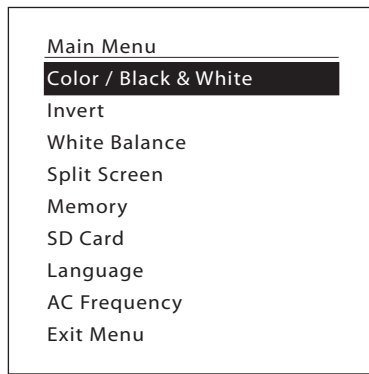 Main Menu
Color / Black & White
Invert
White Balance
Split Screen
Memory
SD Card
Language
AC Frequency
Exit Menu